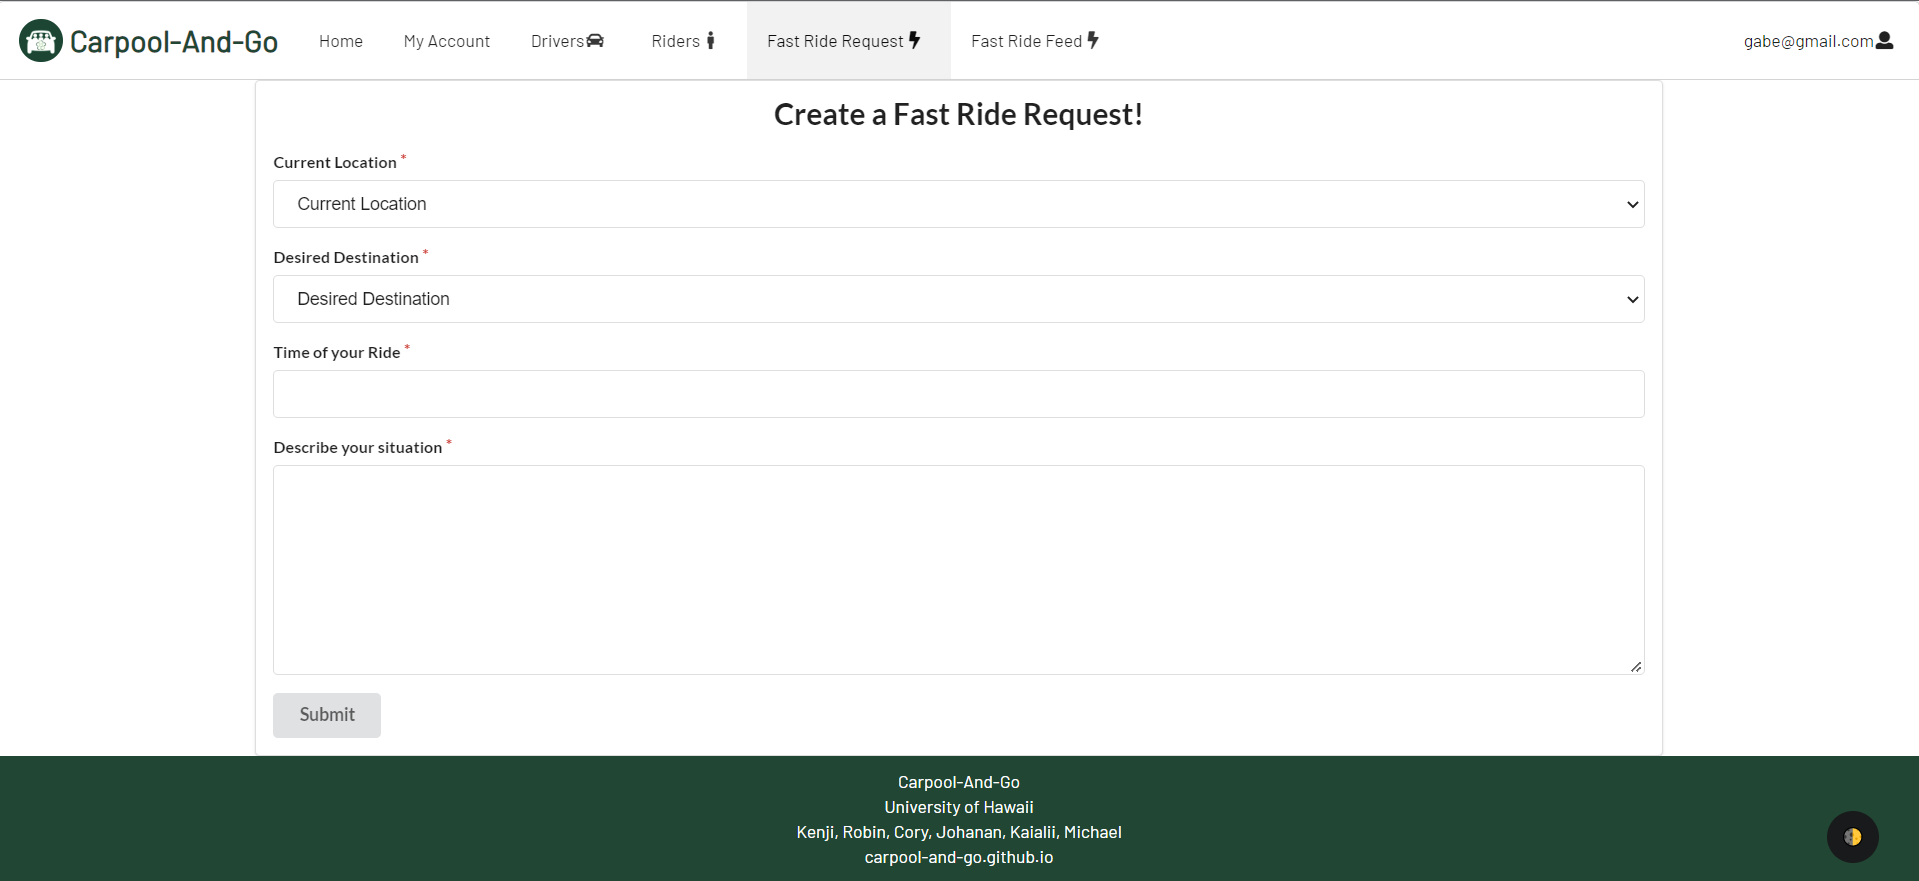 Carpool-And-Go Home My Account Drivers Riders Fast Ride Request Fast Ride Feed gabe@gmail.com
Create a Fast Ride Request!
Current Location *
Current Location
Desired Destination *
Desired Destination
Time of your Ride *
Describe your situation *
Submit
Carpool-And-Go
University of Hawaii
Kenji, Robin, Cory, Johanan, Kaialii, Michael
carpool-and-go.github.io